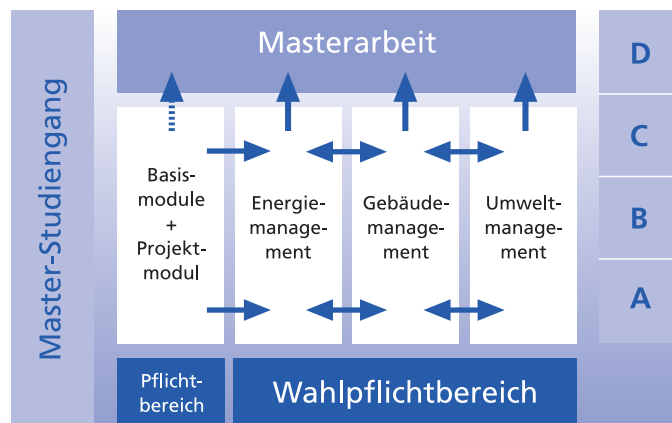 Master-Studiengang
Masterarbeit
Basis-
module
+
Projekt-
modul
Energie-
manage-
ment
Gebäude-
manage-
ment
Umwelt-
manage-
ment
Pflicht-
bereich
Wahlpflichtbereich
D
C
B
A